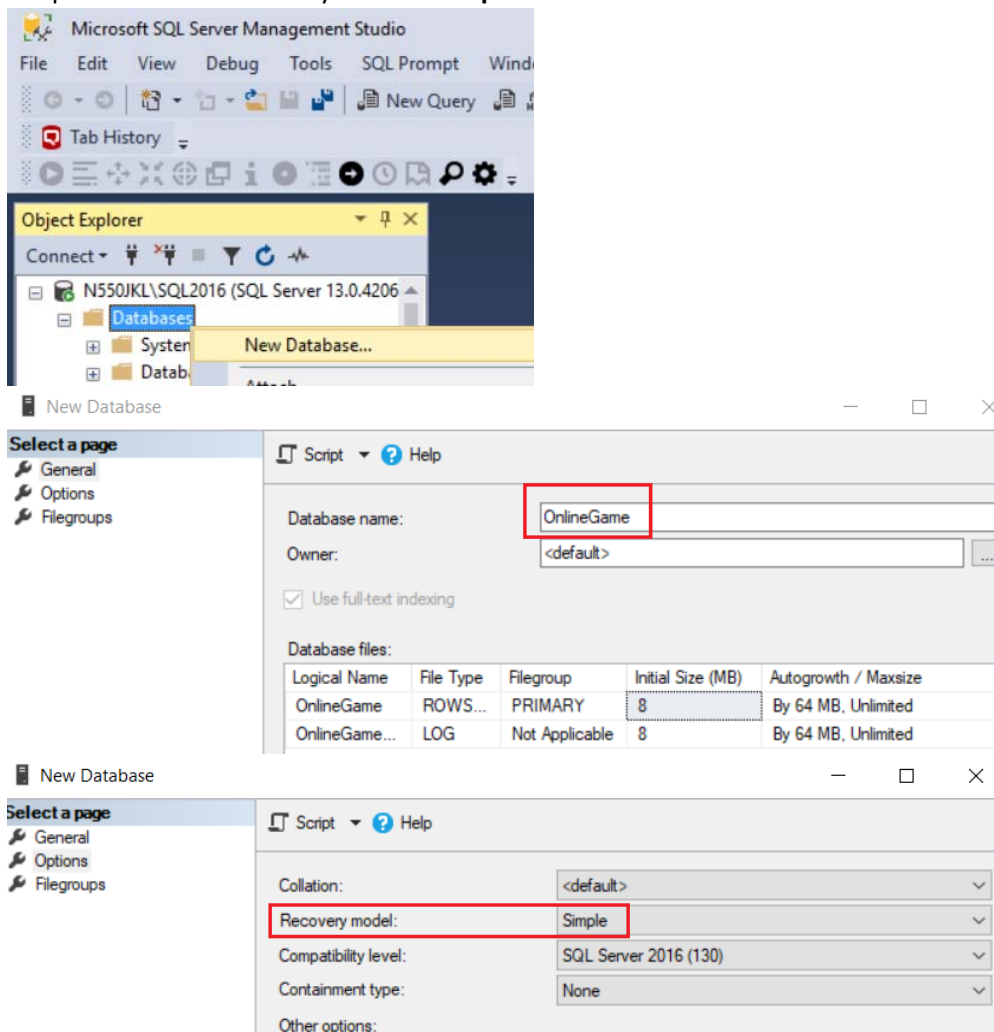 Microsoft SQL Server Management Studio
File Edit View Debug Tools SQL Prompt
New Query
Tab History
Object Explorer
Connect
N550JKL\SQL2016 (SQL Server 13.0.4206
Databases
System
New Database...
New Database
Select a page
Script Help
General
Options
Filegroups
Database name: OnlineGame
Owner: <default> ...
Use full-text indexing
Database files:
Logical Name File Type Filegroup Initial Size (MB) Autogrowth / Maxsize
OnlineGame ROWS... PRIMARY 8 By 64 MB, Unlimited
OnlineGame... LOG Not Applicable 8 By 64 MB, Unlimited
New Database
Select a page
Script Help
General
Options
Filegroups
Collation: <default>
Recovery model: Simple
Compatibility level: SQL Server 2016 (130)
Containment type: None
Other options: